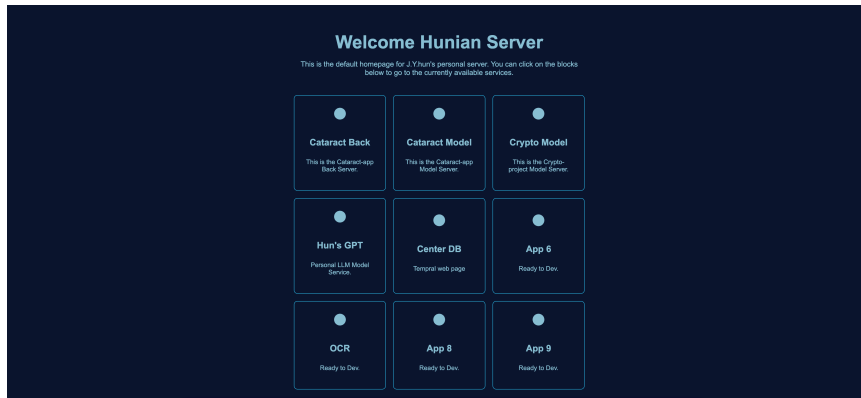 Welcome Hunian Server
This is the default homepage for J.Y.hun's personal server. You can click on the blocks
below to go to the currently available services.
Cataract Back
This is the Cataract-app
Back Server.
Cataract Model
This is the Cataract-app
Model Server.
Crypto Model
This is the Crypto-
project Model Server.
Hun's GPT
Personal LLM Model
Service.
Center DB
Tempral web page
App 6
Ready to Dev.
OCR
Ready to Dev.
App 8
Ready to Dev.
App 9
Ready to Dev.